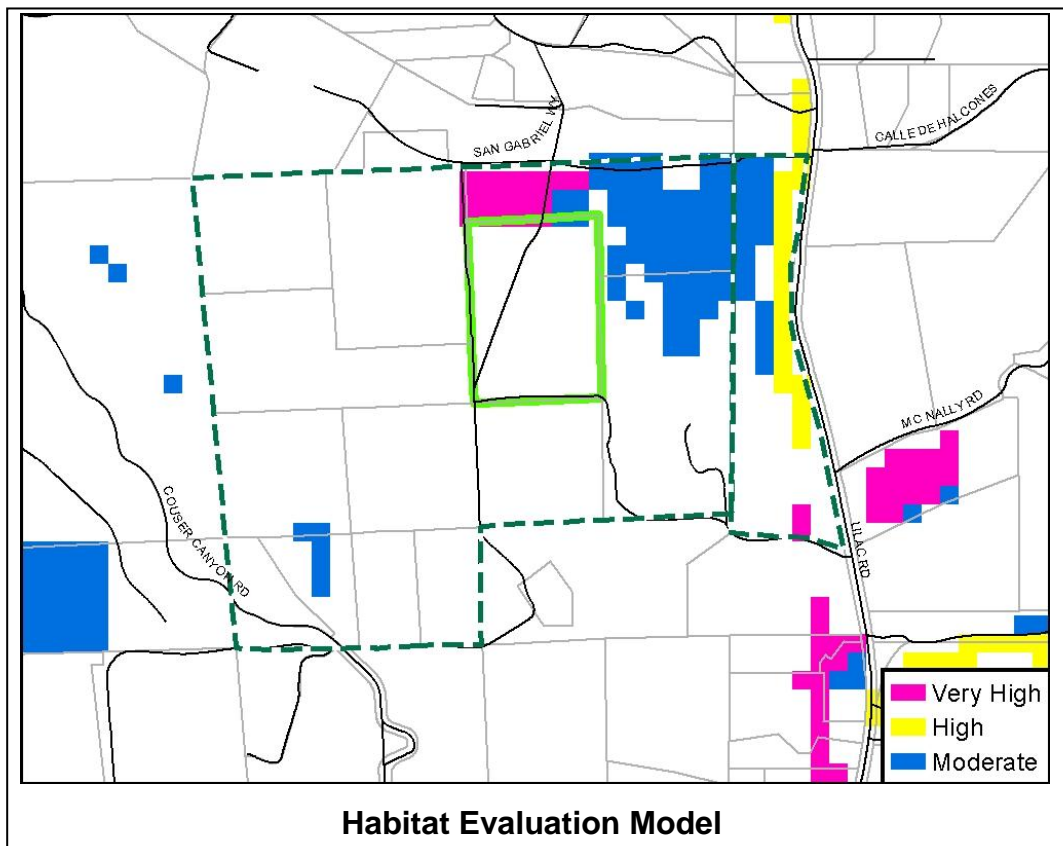 SAN GABRIEL WY
CALLE DE HALCONES
MC NALLY RD
COUSER CANYON RD
LILAC RD
Very High
High
Moderate
Habitat Evaluation Model